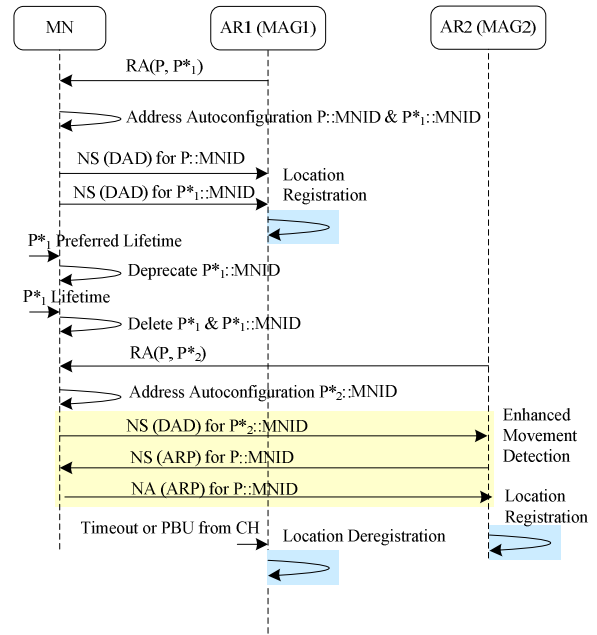 MN
AR1 (MAG1)
AR2 (MAG2)
RA(P, P*1)
Address Autoconfiguration P::MNID & P*1::MNID
NS (DAD) for P::MNID
NS (DAD) for P*1::MNID
Location
Registration
P*1 Preferred Lifetime
Deprecate P*1::MNID
P*1 Lifetime
Delete P*1 & P*1::MNID
RA(P, P*2)
Address Autoconfiguration P*2::MNID
NS (DAD) for P*2::MNID
Enhanced
Movement
Detection
NS (ARP) for P::MNID
NA (ARP) for P::MNID
Location
Registration
Timeout or PBU from CH
Location Deregistration